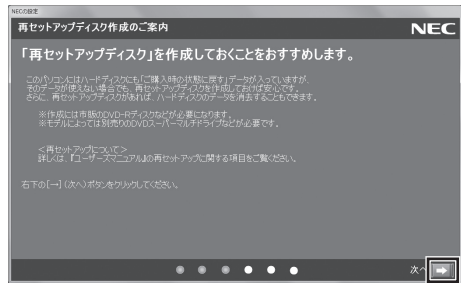 NECの設定
再セットアップディスク作成のご案内
NEC
「再セットアップディスク」を作成しておくことをおすすめします。
このパソコンにはハードディスクにも「ご購入時の状態に戻す」データが入っていますが、
そのデータが使えない場合でも、再セットアップディスクを作成しておけば安心です。
さらに、再セットアップディスクがあれば、ハードディスクのデータを消去することもできます。
※作成には市販のDVD-Rディスクなどが必要になります。
※モデルによっては別売りのDVDスーパーマルチドライブなどが必要です。
<再セットアップについて>
詳しくは、『ユーザーズマニュアル』の再セットアップに関する項目をご覧ください。
右下の[→](次へ)ボタンをクリックしてください。
次へ